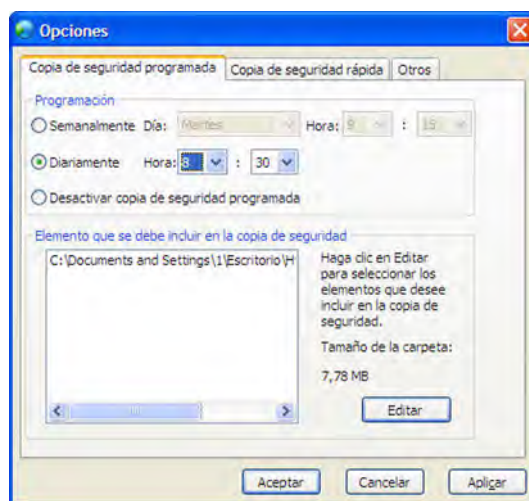 Opciones
Copia de seguridad programada Copia de seguridad rápida Otros
Programación
Semanalmente Día: Martes Hora: 9 : 15
Diariamente Hora: 8 : 30
Desactivar copia de seguridad programada
Elemento que se debe incluir en la copia de seguridad
C:\Documents and Settings\1\Escritorio\H
Haga clic en Editar
para seleccionar los
elementos que desee
incluir en la copia de
seguridad.
Tamaño de la carpeta:
7,78 MB
Editar
Aceptar Cancelar Aplicar